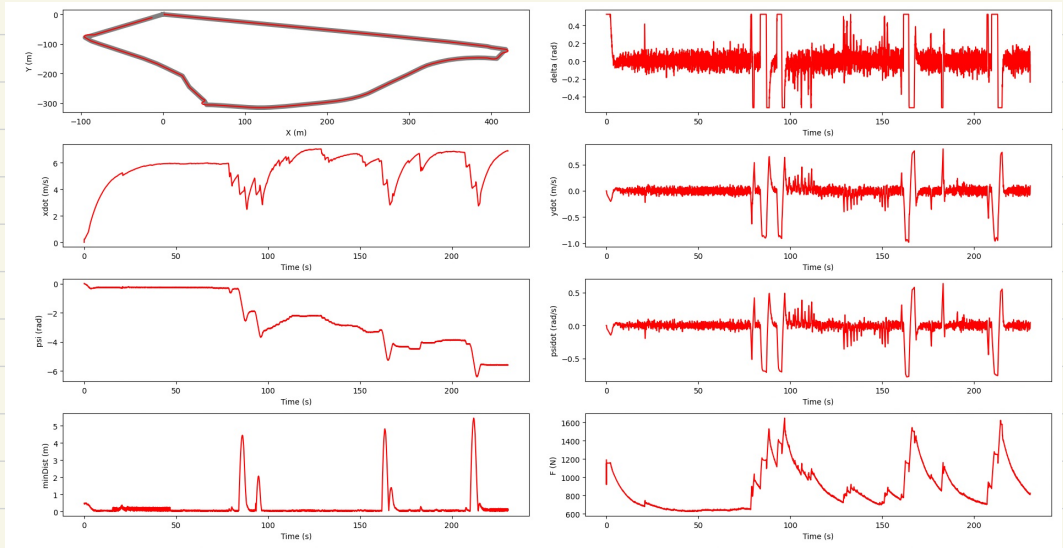 0
−100
−200
−300
Y (m)
−100 0 100 200 300 400
X (m)
0.4
0.2
0.0
−0.2
−0.4
delta (rad)
0 50 100 150 200
Time (s)
6
4
2
0
xdot (m/s)
0 50 100 150 200
Time (s)
0.5
0.0
−0.5
−1.0
ydot (m/s)
0 50 100 150 200
Time (s)
0
−2
−4
−6
psi (rad)
0 50 100 150 200
Time (s)
0.5
0.0
−0.5
psidot (rad/s)
0 50 100 150 200
Time (s)
5
4
3
2
1
0
minDist (m)
0 50 100 150 200
Time (s)
1600
1400
1200
1000
800
600
F (N)
0 50 100 150 200
Time (s)